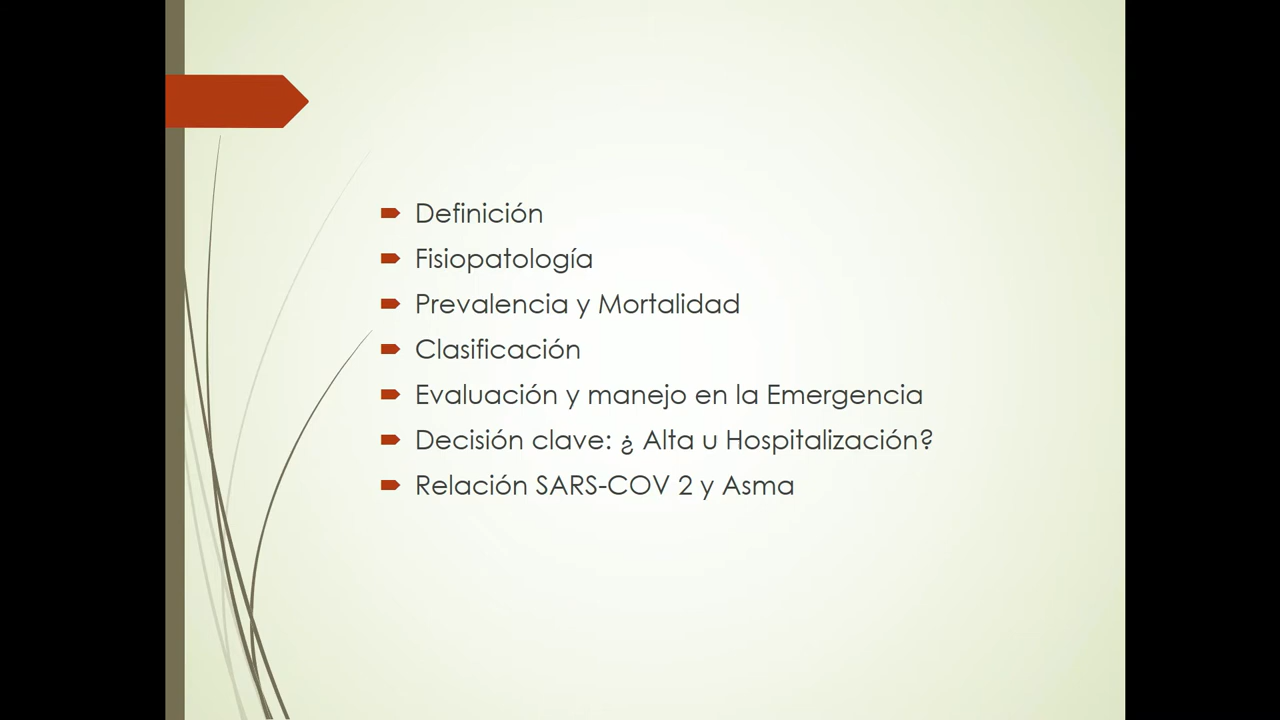 Definición
Fisiopatología
Prevalencia y Mortalidad
Clasificación
Evaluación y manejo en la Emergencia
Decisión clave: ¿ Alta u Hospitalización?
Relación SARS-COV 2 y Asma